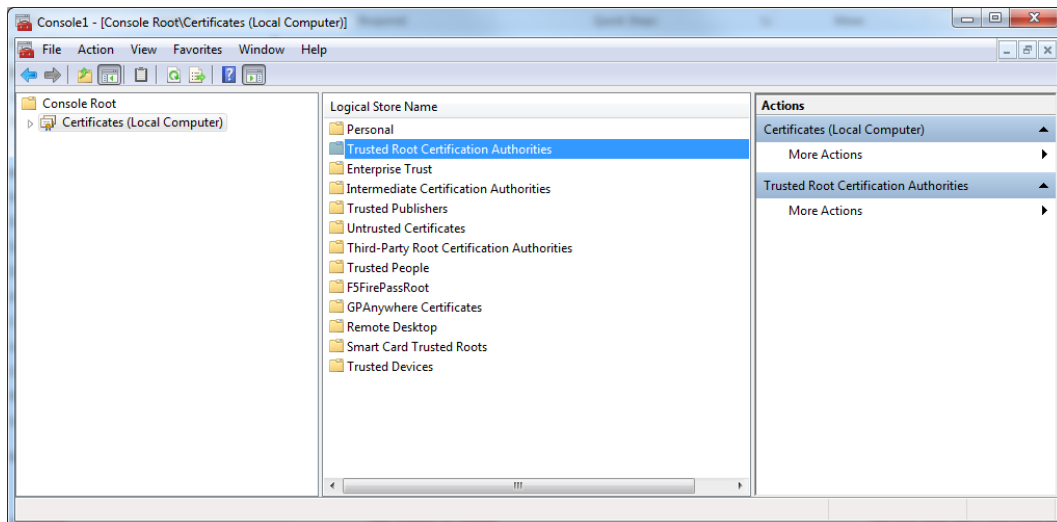 Console1 - [Console Root\Certificates (Local Computer)]
File Action View Favorites Window Help
Console Root
Certificates (Local Computer)
Logical Store Name
Personal
Trusted Root Certification Authorities
Enterprise Trust
Intermediate Certification Authorities
Trusted Publishers
Untrusted Certificates
Third-Party Root Certification Authorities
Trusted People
F5FirePassRoot
GPAnywhere Certificates
Remote Desktop
Smart Card Trusted Roots
Trusted Devices
Actions
Certificates (Local Computer)
More Actions
Trusted Root Certification Authorities
More Actions